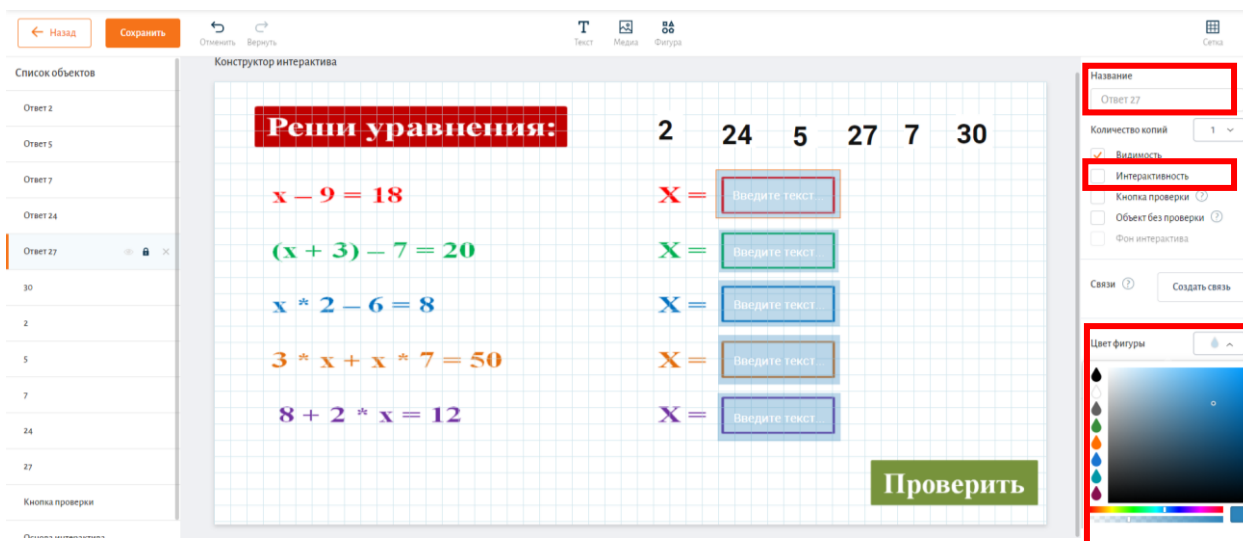 Назад
Сохранить
Отменить
Вернуть
Текст
Медиа
Фигура
Сетка
Список объектов
Ответ 2
Ответ 5
Ответ 7
Ответ 24
Ответ 27
30
2
5
7
24
27
Кнопка проверки
Основа интерактива
Конструктор интерактива
Реши уравнения:
2 24 5 27 7 30
x – 9 = 18 X = Введите текст...
(x + 3) – 7 = 20 X = Введите текст...
x * 2 – 6 = 8 X = Введите текст...
3 * x + x * 7 = 50 X = Введите текст...
8 + 2 * x = 12 X = Введите текст...
Проверить
Название
Ответ 27
Количество копий 1
Видимость
Интерактивность
Кнопка проверки ?
Объект без проверки ?
Фон интерактива
Связи ? Создать связь
Цвет фигуры